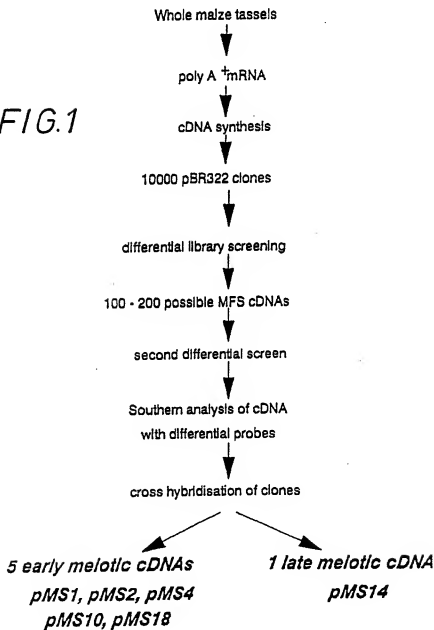 Whole maize tassels
poly A +mRNA
FIG.1
cDNA synthesis
10000 pBR322 clones
differential library screening
100 - 200 possible MFS cDNAs
second differential screen
Southern analysis of cDNA
with differential probes
cross hybridisation of clones
5 early meiotic cDNAs
pMS1, pMS2, pMS4
pMS10, pMS18
1 late meiotic cDNA
pMS14